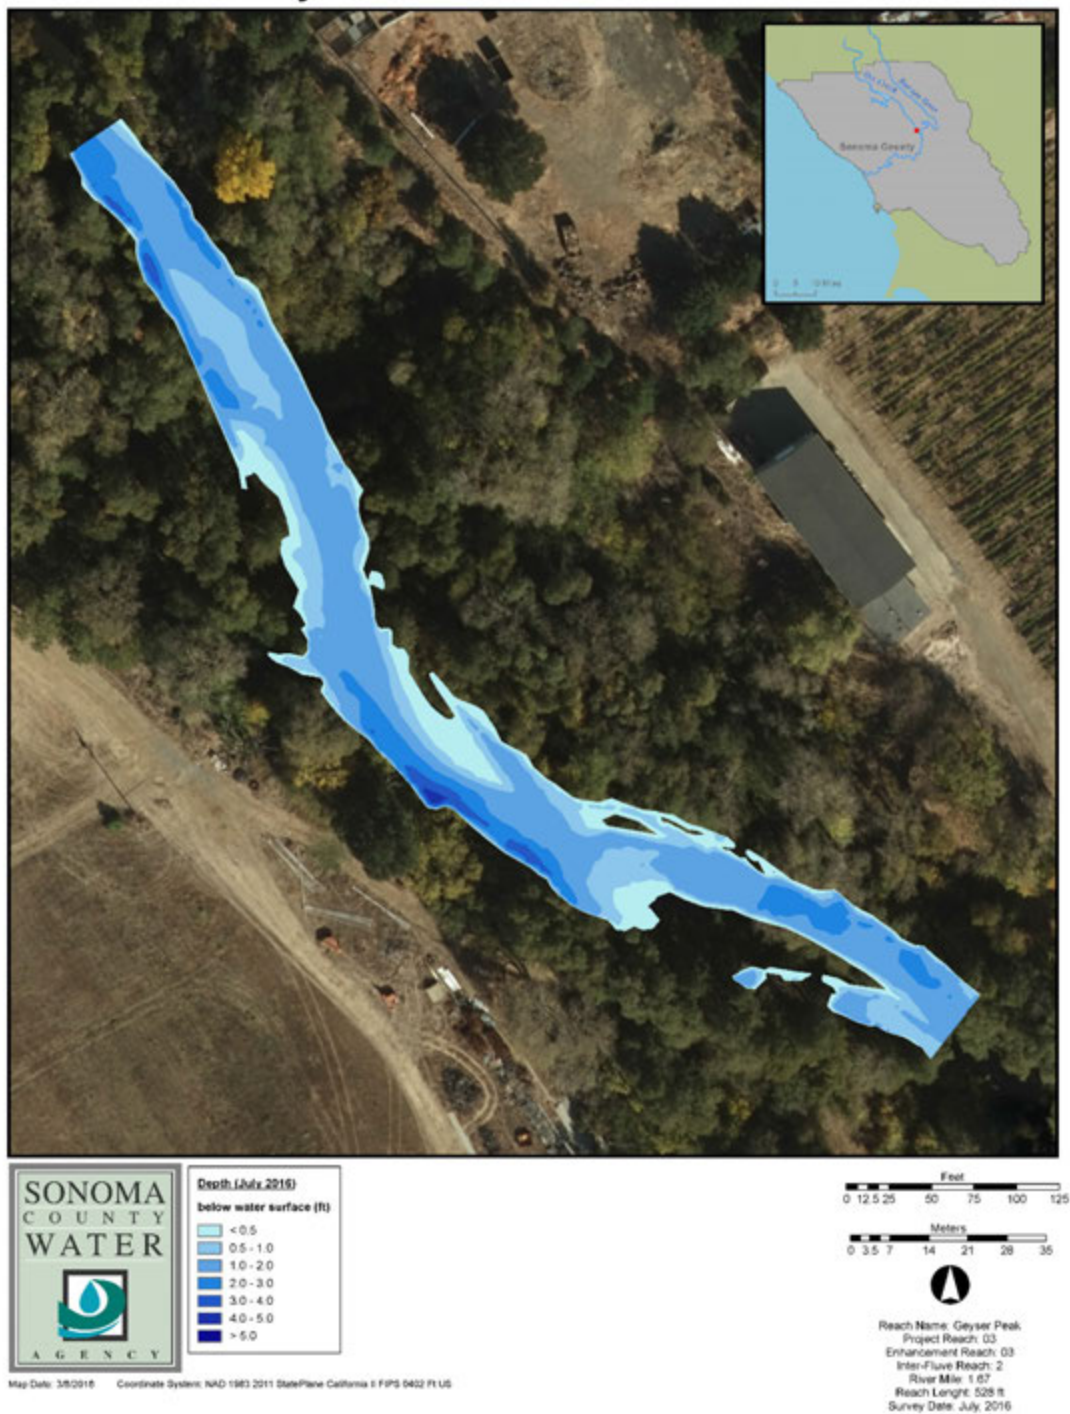 Dry Creek
Russian River
Sonoma County
SONOMA
COUNTY
WATER
AGENCY
Depth (July 2016)
below water surface (ft)
< 0.5
0.5 - 1.0
1.0 - 2.0
2.0 - 3.0
3.0 - 4.0
4.0 - 5.0
> 5.0
Feet
0 12.5 25 50 75 100 125
Meters
0 3.5 7 14 21 28 35
Reach Name: Geyser Peak
Project Reach: 03
Enhancement Reach: 03
Inter-Fluve Reach: 2
River Mile: 1.67
Reach Lenght: 528 ft
Survey Date: July, 2016
Map Date: 3/8/2018 Coordinate System: NAD 1983 2011 StatePlane California II FIPS 0402 Ft US